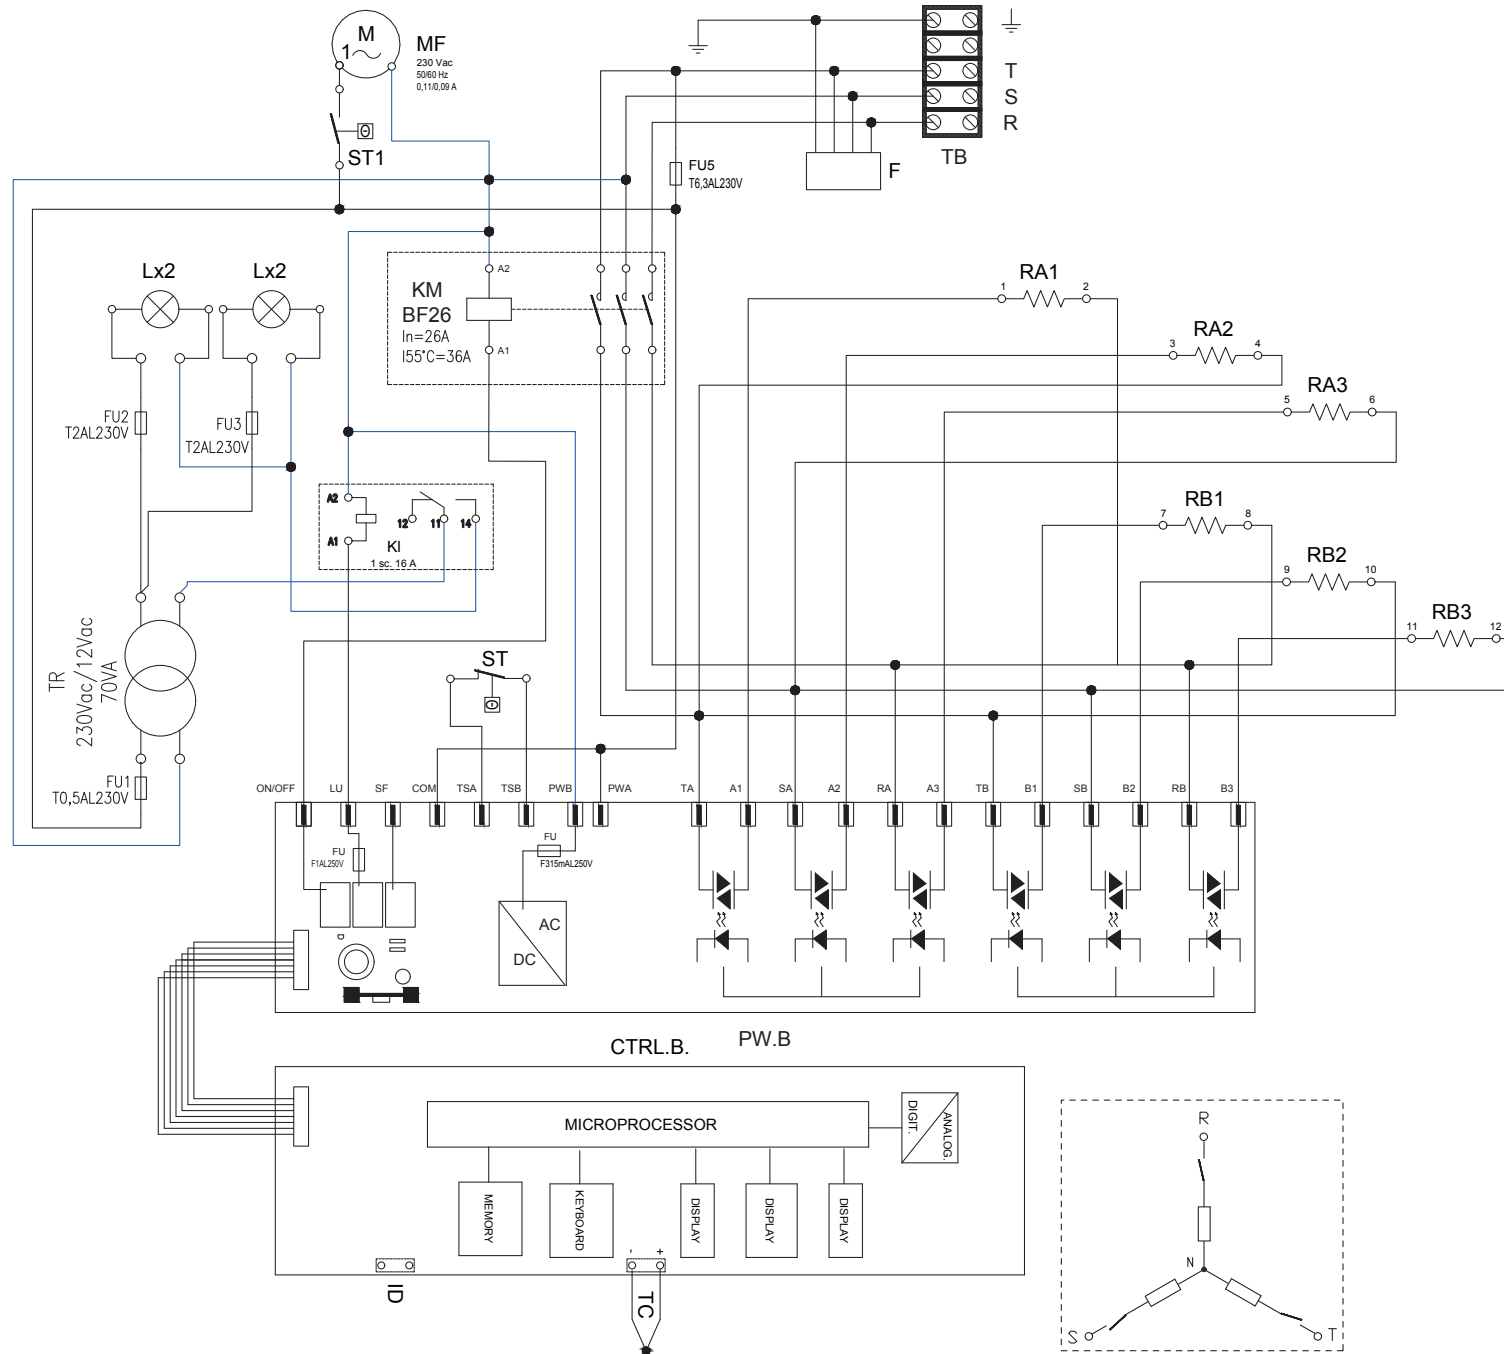 M
1
MF
230 Vac
50/60 Hz
0,11/0,09 A
ST1
T
S
R
TB
F
FU5
T6,3AL230V
Lx2
Lx2
A2
KM
BF26
In=26A
I55°C=36A
A1
RA1
1
2
RA2
3
4
RA3
5
6
FU2
T2AL230V
FU3
T2AL230V
A2
A1
12
11
14
KI
1 sc. 16 A
RB1
7
8
RB2
9
10
RB3
11
12
TR
230Vac/12Vac
70VA
ST
FU1
T0,5AL230V
ON/OFF
LU
SF
COM
TSA
TSB
PWB
PWA
TA
A1
SA
A2
RA
A3
TB
B1
SB
B2
RB
B3
FU
F1AL250V
FU
F315mAL250V
AC
DC
D
PW.B
CTRL.B.
MICROPROCESSOR
DIGIT.
ANALOG.
MEMORY
KEYBOARD
DISPLAY
DISPLAY
DISPLAY
- +
ID
TC
R
N
S
T